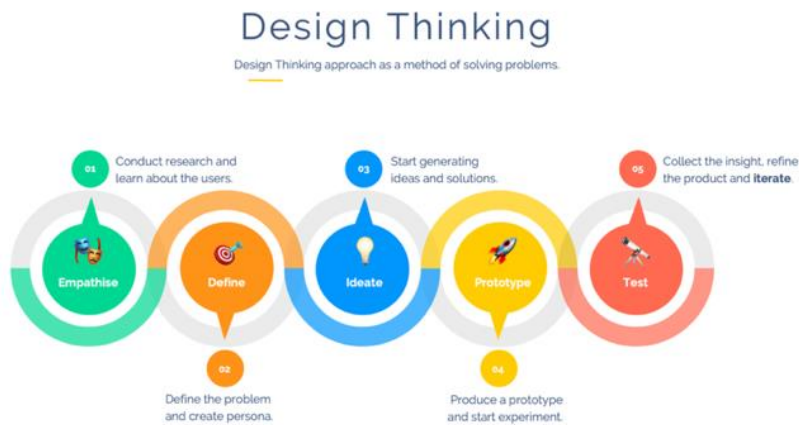 Design Thinking
Design Thinking approach as a method of solving problems.
01
Conduct research and
learn about the users.
Empathise
Define
02
Define the problem
and create persona.
03
Start generating
ideas and solutions.
Ideate
Prototype
04
Produce a prototype
and start experiment.
05
Collect the insight, refine
the product and iterate.
Test